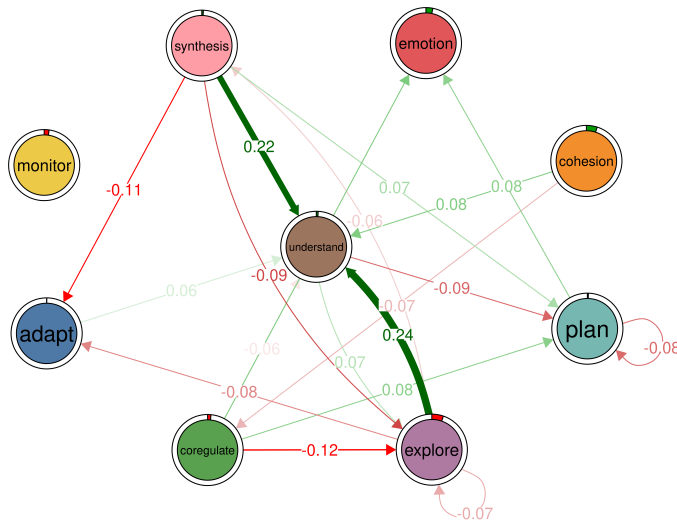 synthesis
emotion
monitor
cohesion
0.22
-0.11
0.07
0.08
0.08
-0.06
understand
-0.09
-0.09
0.06
-0.07
adapt
plan
0.24
-0.06
0.07
-0.08
-0.08
0.08
coregulate
-0.12
explore
-0.07